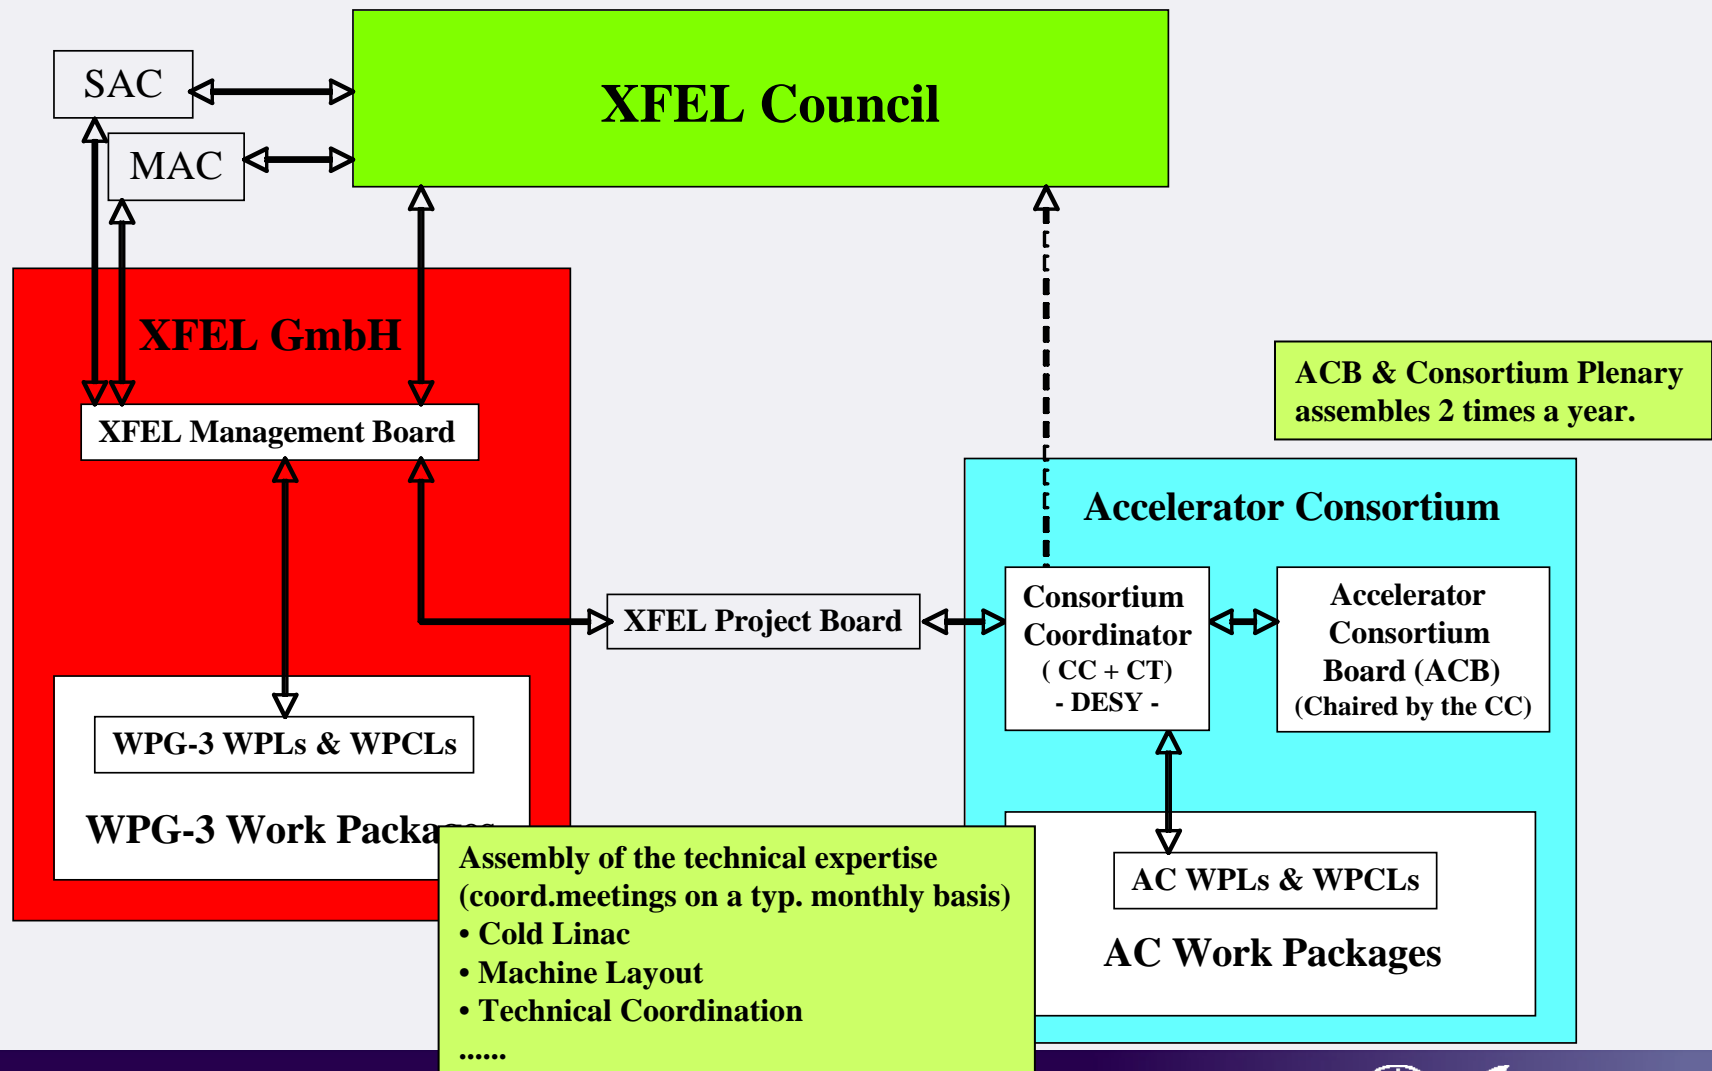 SAC
XFEL Council
MAC
XFEL GmbH
XFEL Management Board
ACB & Consortium Plenary
assembles 2 times a year.
Accelerator Consortium
XFEL Project Board
Consortium
Coordinator
( CC + CT)
- DESY -
Accelerator
Consortium
Board (ACB)
(Chaired by the CC)
WPG-3 WPLs & WPCLs
WPG-3 Work Packages
Assembly of the technical expertise
(coord.meetings on a typ. monthly basis)
• Cold Linac
• Machine Layout
• Technical Coordination
......
AC WPLs & WPCLs
AC Work Packages